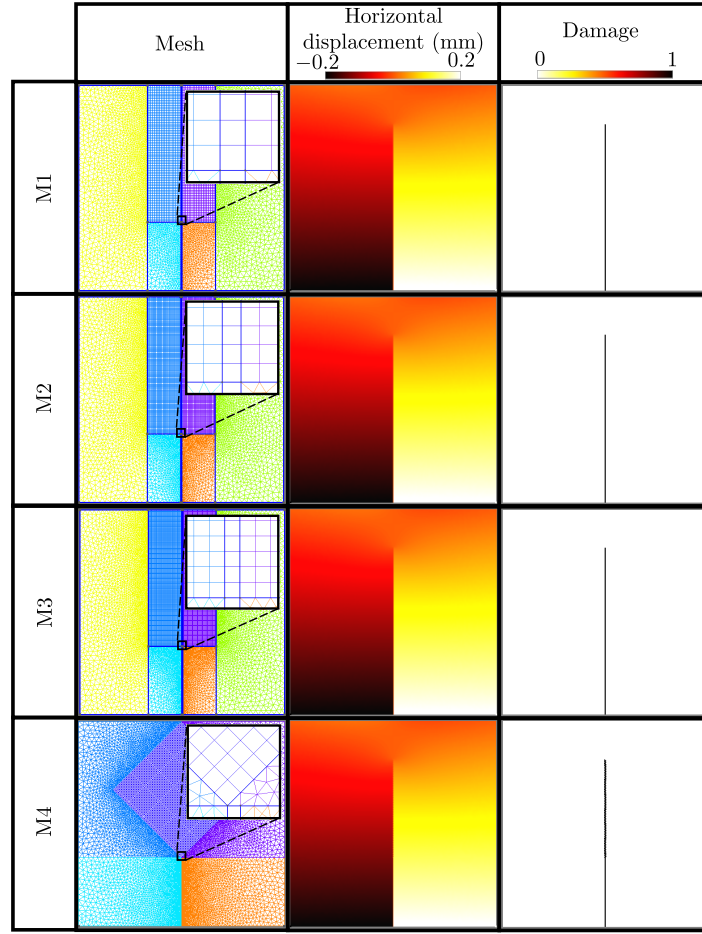 Mesh
Horizontal
displacement (mm)
−0.2 0.2
Damage
0 1
M1
M2
M3
M4